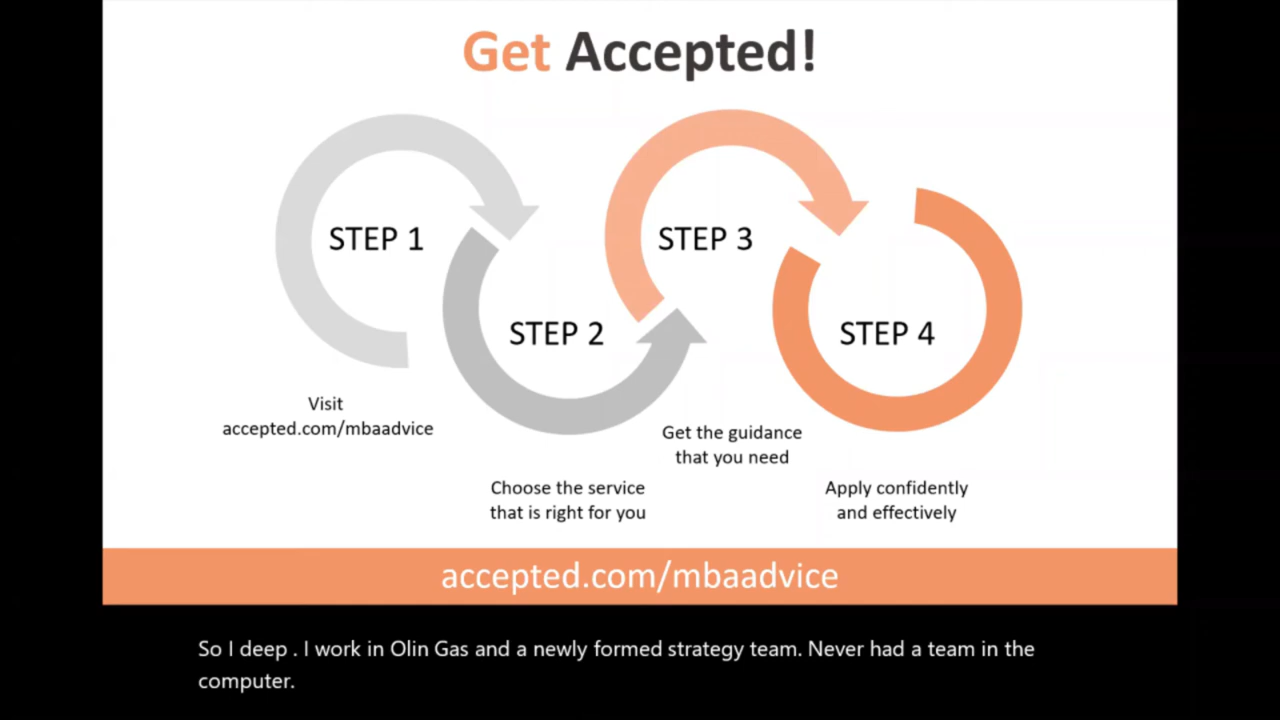 Get Accepted!
STEP 1
STEP 3
STEP 2
STEP 4
Visit
accepted.com/mbaadvice
Choose the service
that is right for you
Get the guidance
that you need
Apply confidently
and effectively
accepted.com/mbaadvice
So I deep . I work in Olin Gas and a newly formed strategy team. Never had a team in the
computer.